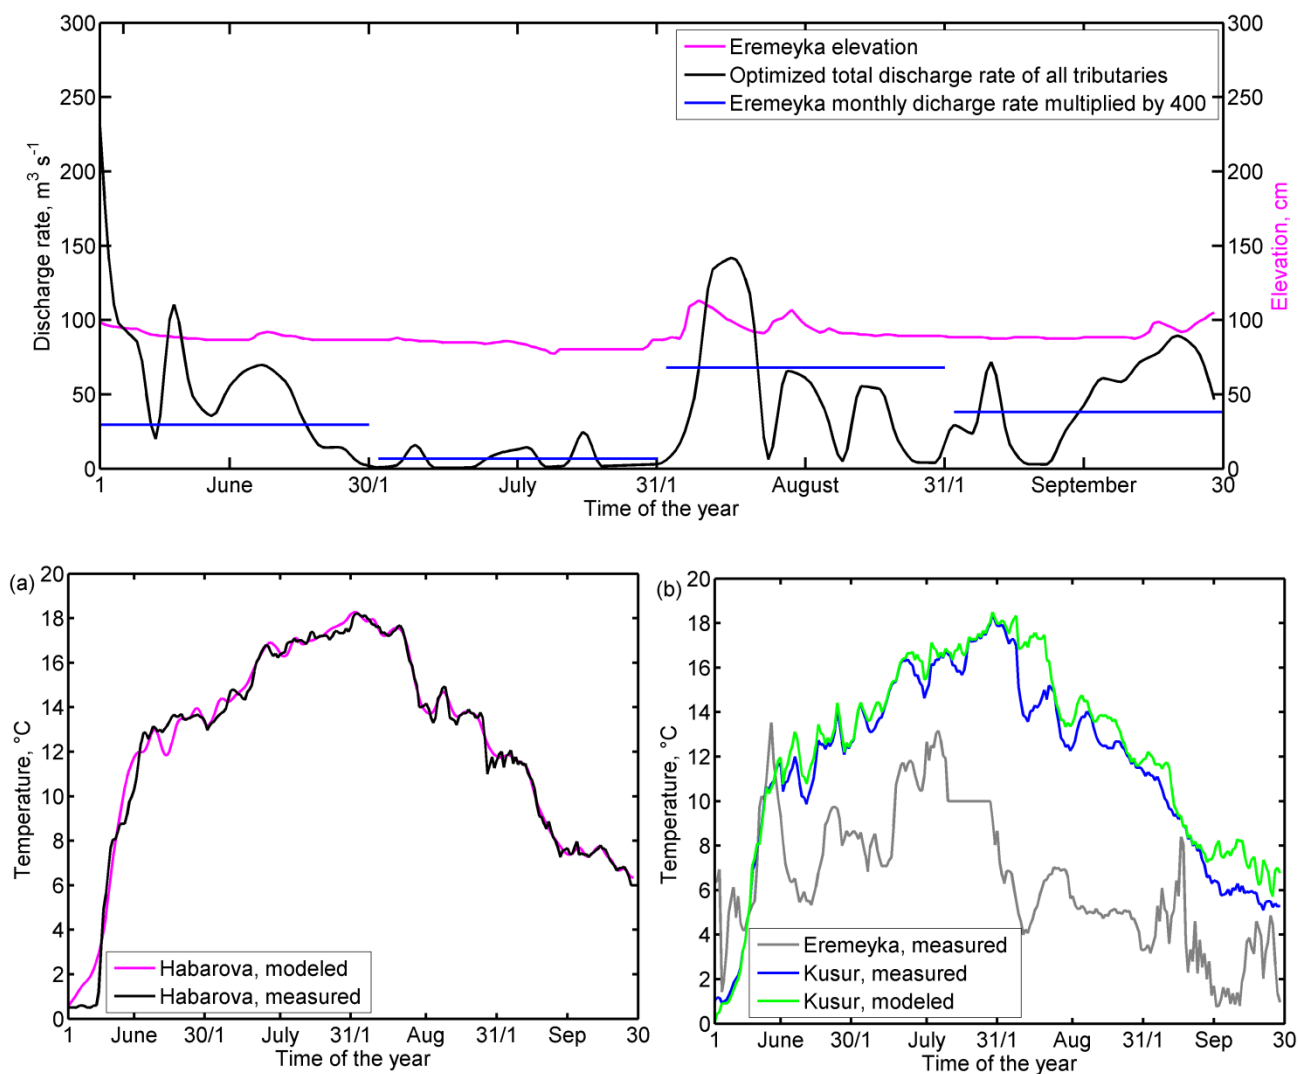 300
250
200
150
100
50
0
Discharge rate, m³ s⁻¹
Eremeyka elevation
Optimized total discharge rate of all tributaries
Eremeyka monthly dicharge rate multiplied by 400
300
250
200
150
100
50
0
Elevation, cm
1 June 30/1 July 31/1 August 31/1 September 30
Time of the year
(a)
20
18
16
14
12
10
8
6
4
2
0
Temperature, °C
Habarova, modeled
Habarova, measured
1 June 30/1 July 31/1 Aug 31/1 Sep 30
Time of the year
(b)
20
18
16
14
12
10
8
6
4
2
0
Temperature, °C
Eremeyka, measured
Kusur, measured
Kusur, modeled
1 June 30/1 July 31/1 Aug 31/1 Sep 30
Time of the year